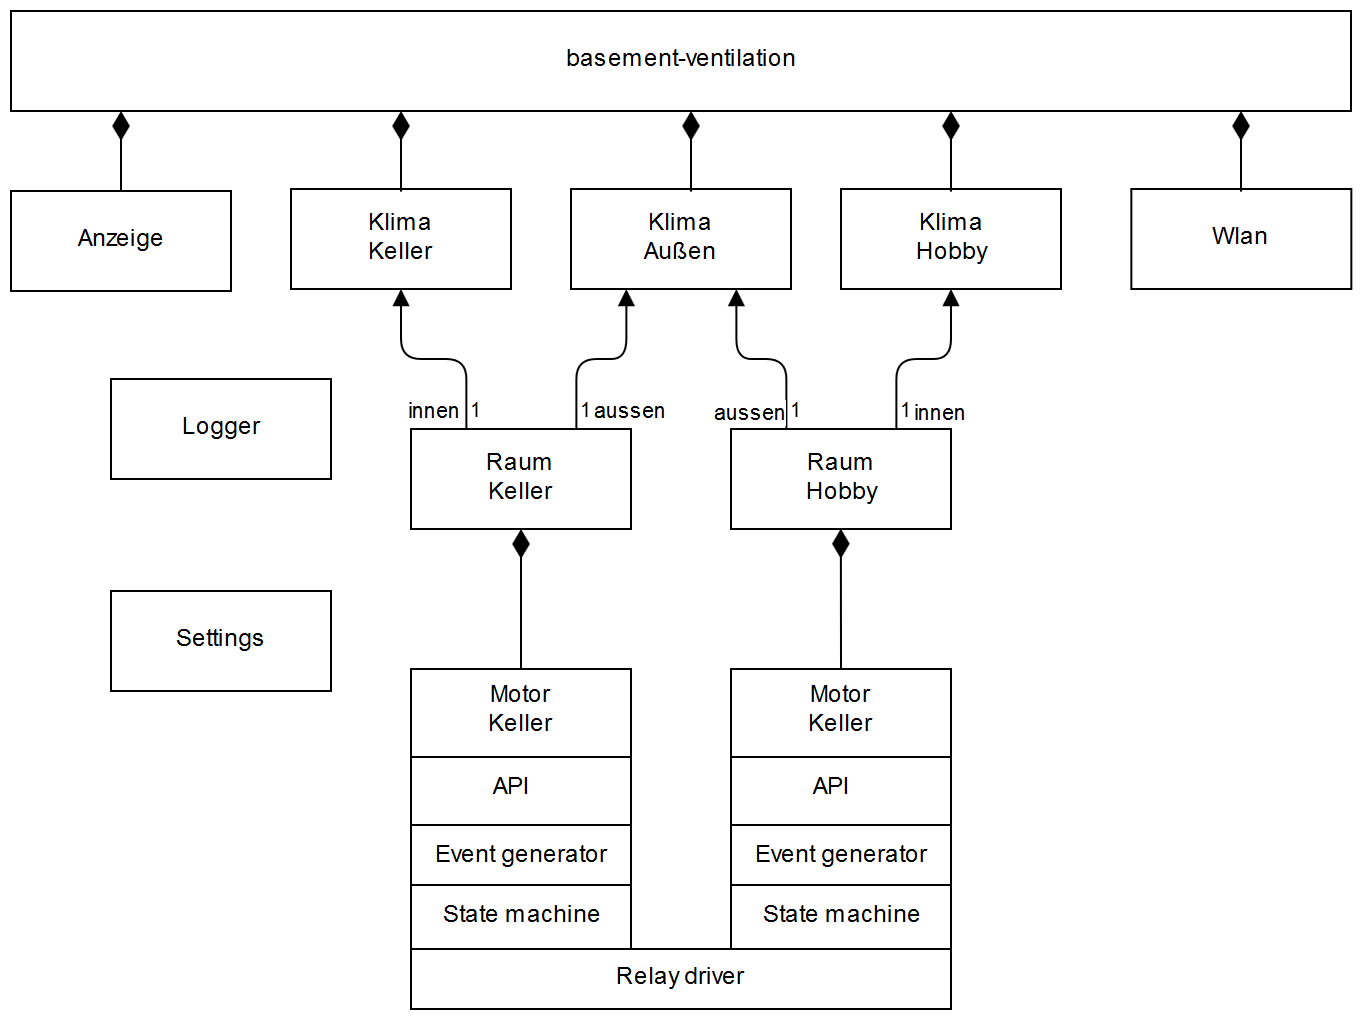 basement-ventilation
Anzeige
Klima
Keller
Klima
Außen
Klima
Hobby
Wlan
innen 1
1 aussen
aussen 1
1 innen
Logger
Raum
Keller
Raum
Hobby
Settings
Motor
Keller
Motor
Keller
API
API
Event generator
Event generator
State machine
State machine
Relay driver